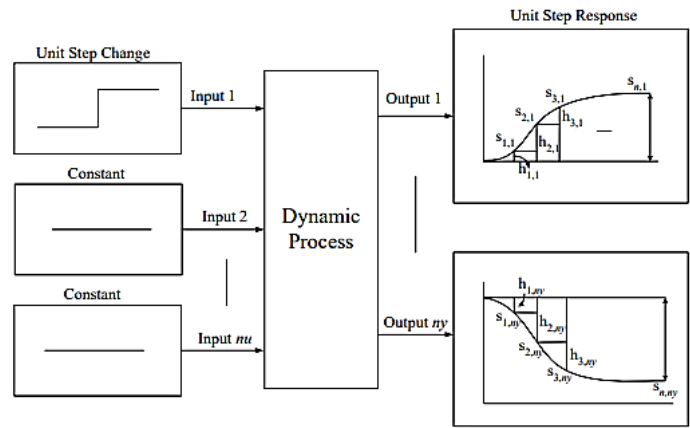 Unit Step Response
Unit Step Change
Input 1
Output 1
s1,1
s2,1
s3,1
sn,1
h1,1
h2,1
h3,1
Constant
Input 2
Dynamic
Process
Constant
Input nu
Output ny
h1,ny
s1,ny
h2,ny
s2,ny
h3,ny
s3,ny
sn,ny